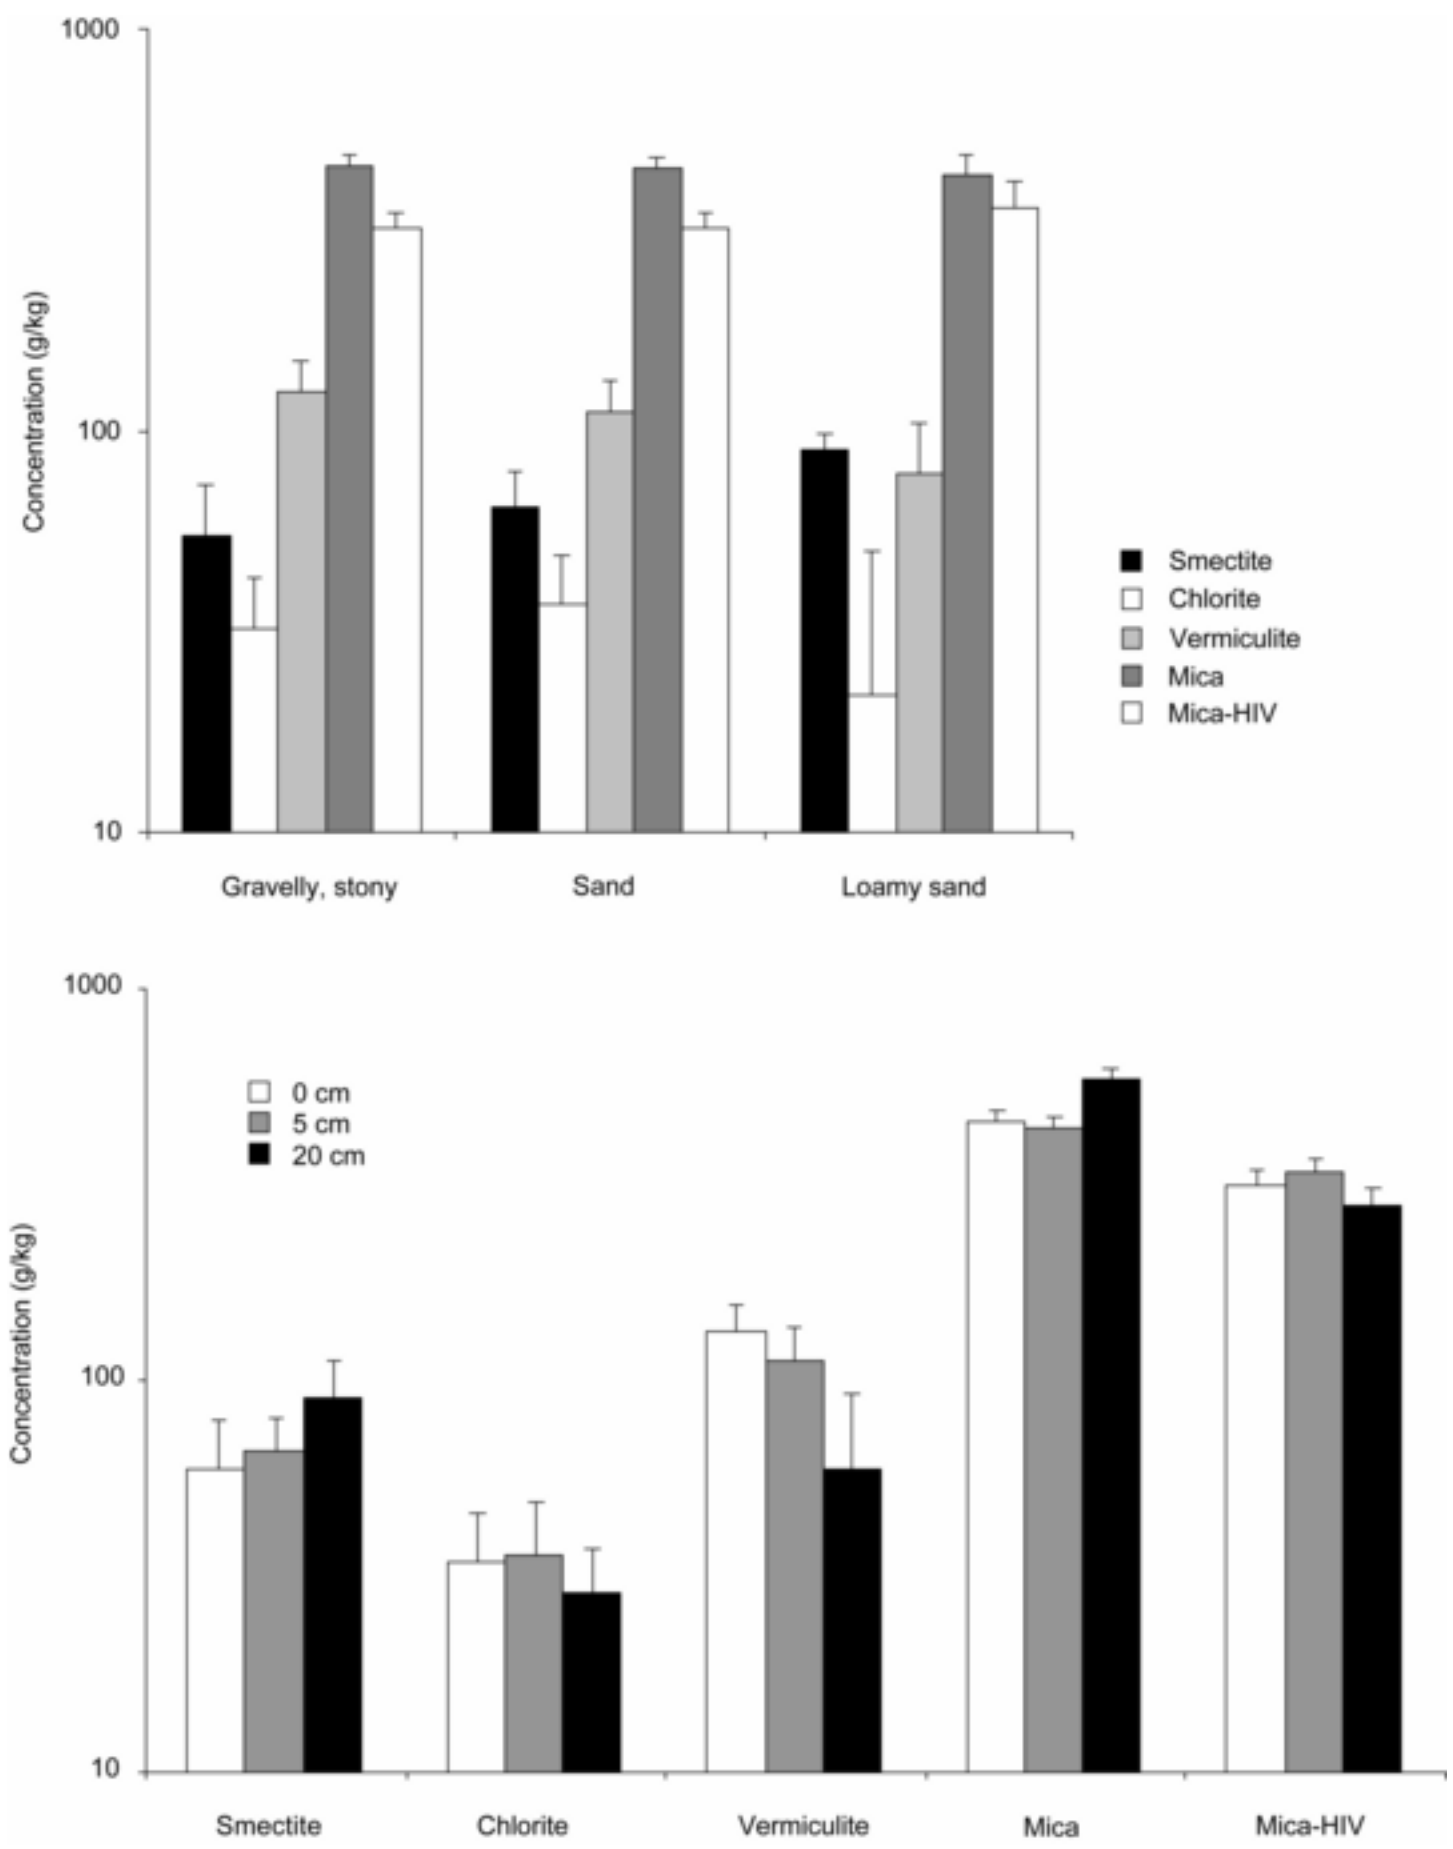 1000
100
10
Concentration (g/kg)
Smectite
Chlorite
Vermiculite
Mica
Mica-HIV
Gravelly, stony
Sand
Loamy sand
1000
100
10
Concentration (g/kg)
0 cm
5 cm
20 cm
Smectite
Chlorite
Vermiculite
Mica
Mica-HIV